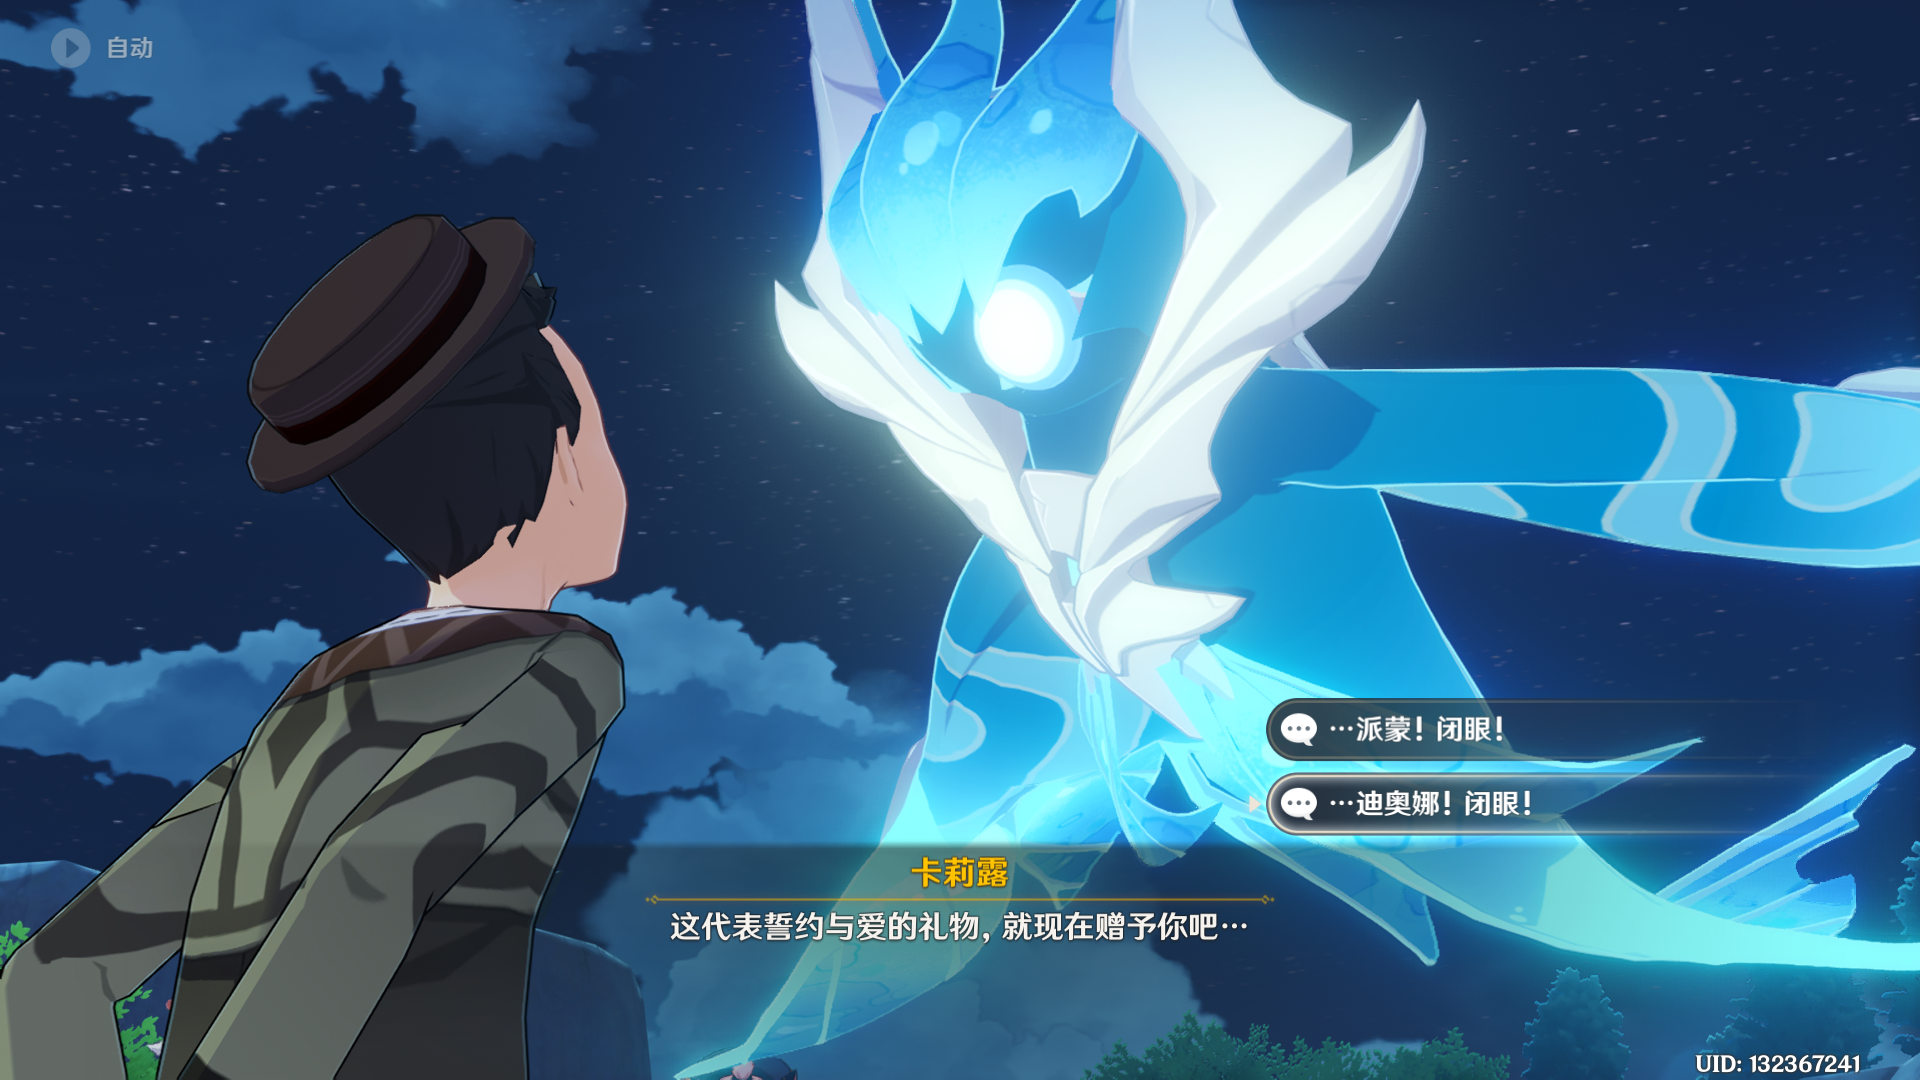 自动
…派蒙！闭眼！
…迪奥娜！闭眼！
卡莉露
这代表誓约与爱的礼物，就现在赠予你吧…
UID: 132367241